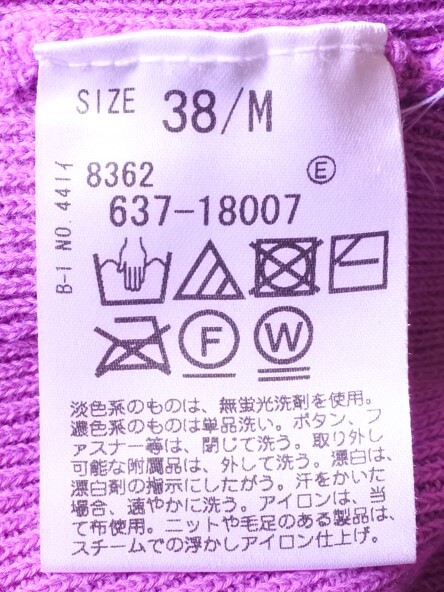 SIZE 38/M
8362 Ⓔ
637-18007
B-1 NO.441イ
F W
淡色系のものは、無蛍光洗剤を使用。
濃色系のものは単品洗い。ボタン、フ
ァスナー等は、閉じて洗う。取り外し
可能な附属品は、外して洗う。漂白は、
漂白剤の指示にしたがう。汗をかいた
場合、速やかに洗う。アイロンは、当
て布使用。ニットや毛足のある製品は、
スチームでの浮かしアイロン仕上げ。